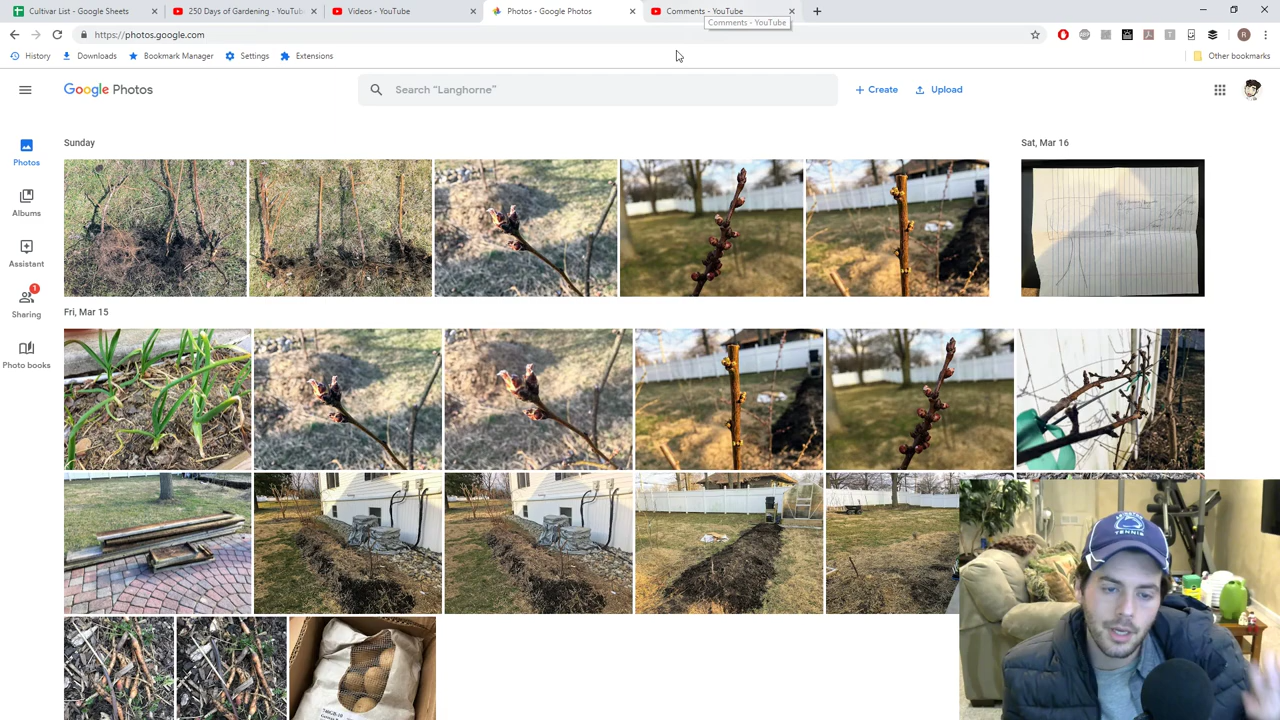 Cultivar List - Google Sheets
250 Days of Gardening - YouTub
Videos - YouTube
Photos - Google Photos
Comments - YouTube
Comments - YouTube
https://photos.google.com
History
Downloads
Bookmark Manager
Settings
Extensions
Other bookmarks
Google Photos
Search “Langhorne”
Create
Upload
Photos
Albums
Assistant
1
Sharing
Photo books
Sunday
Sat, Mar 16
Fri, Mar 15
TENNIS